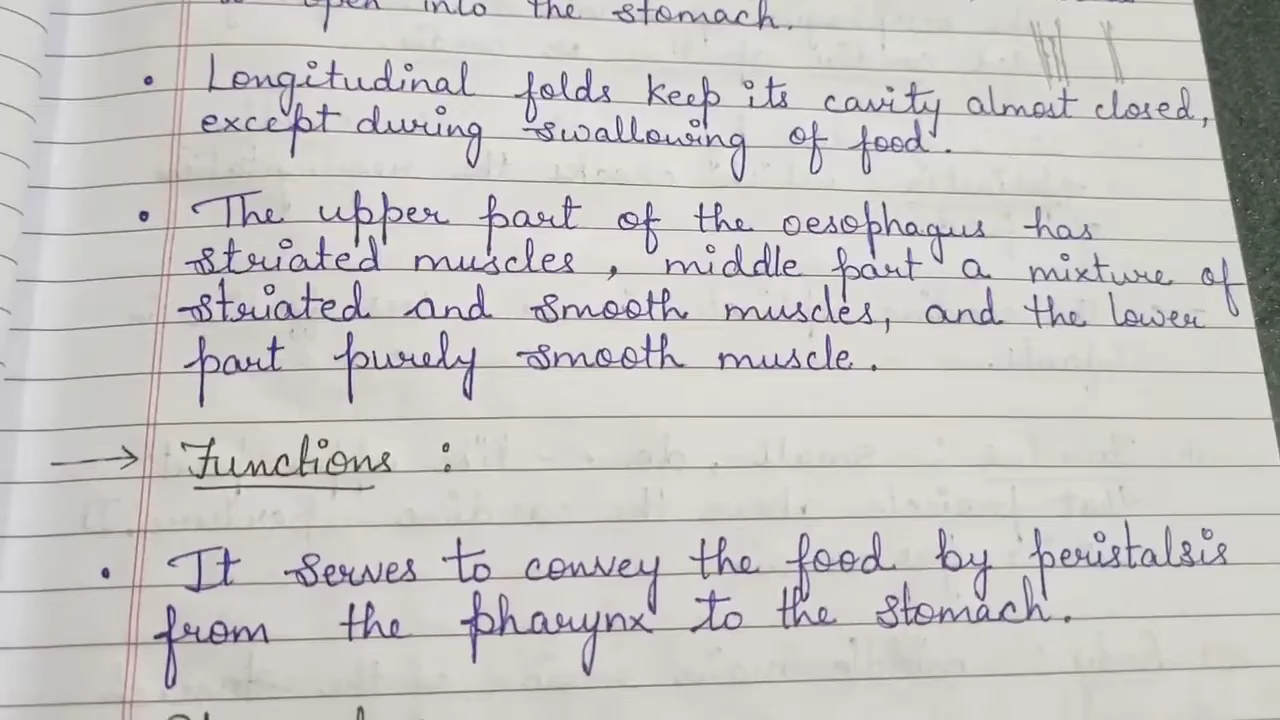 open into the stomach.
• Longitudinal folds keep its cavity almost closed,
except during swallowing of food.
• The upper part of the oesophagus has
striated muscles, middle part a mixture of
striated and smooth muscles, and the lower
part purely smooth muscle.
→ Functions :
• It serves to convey the food by peristalsis
from the pharynx to the stomach.